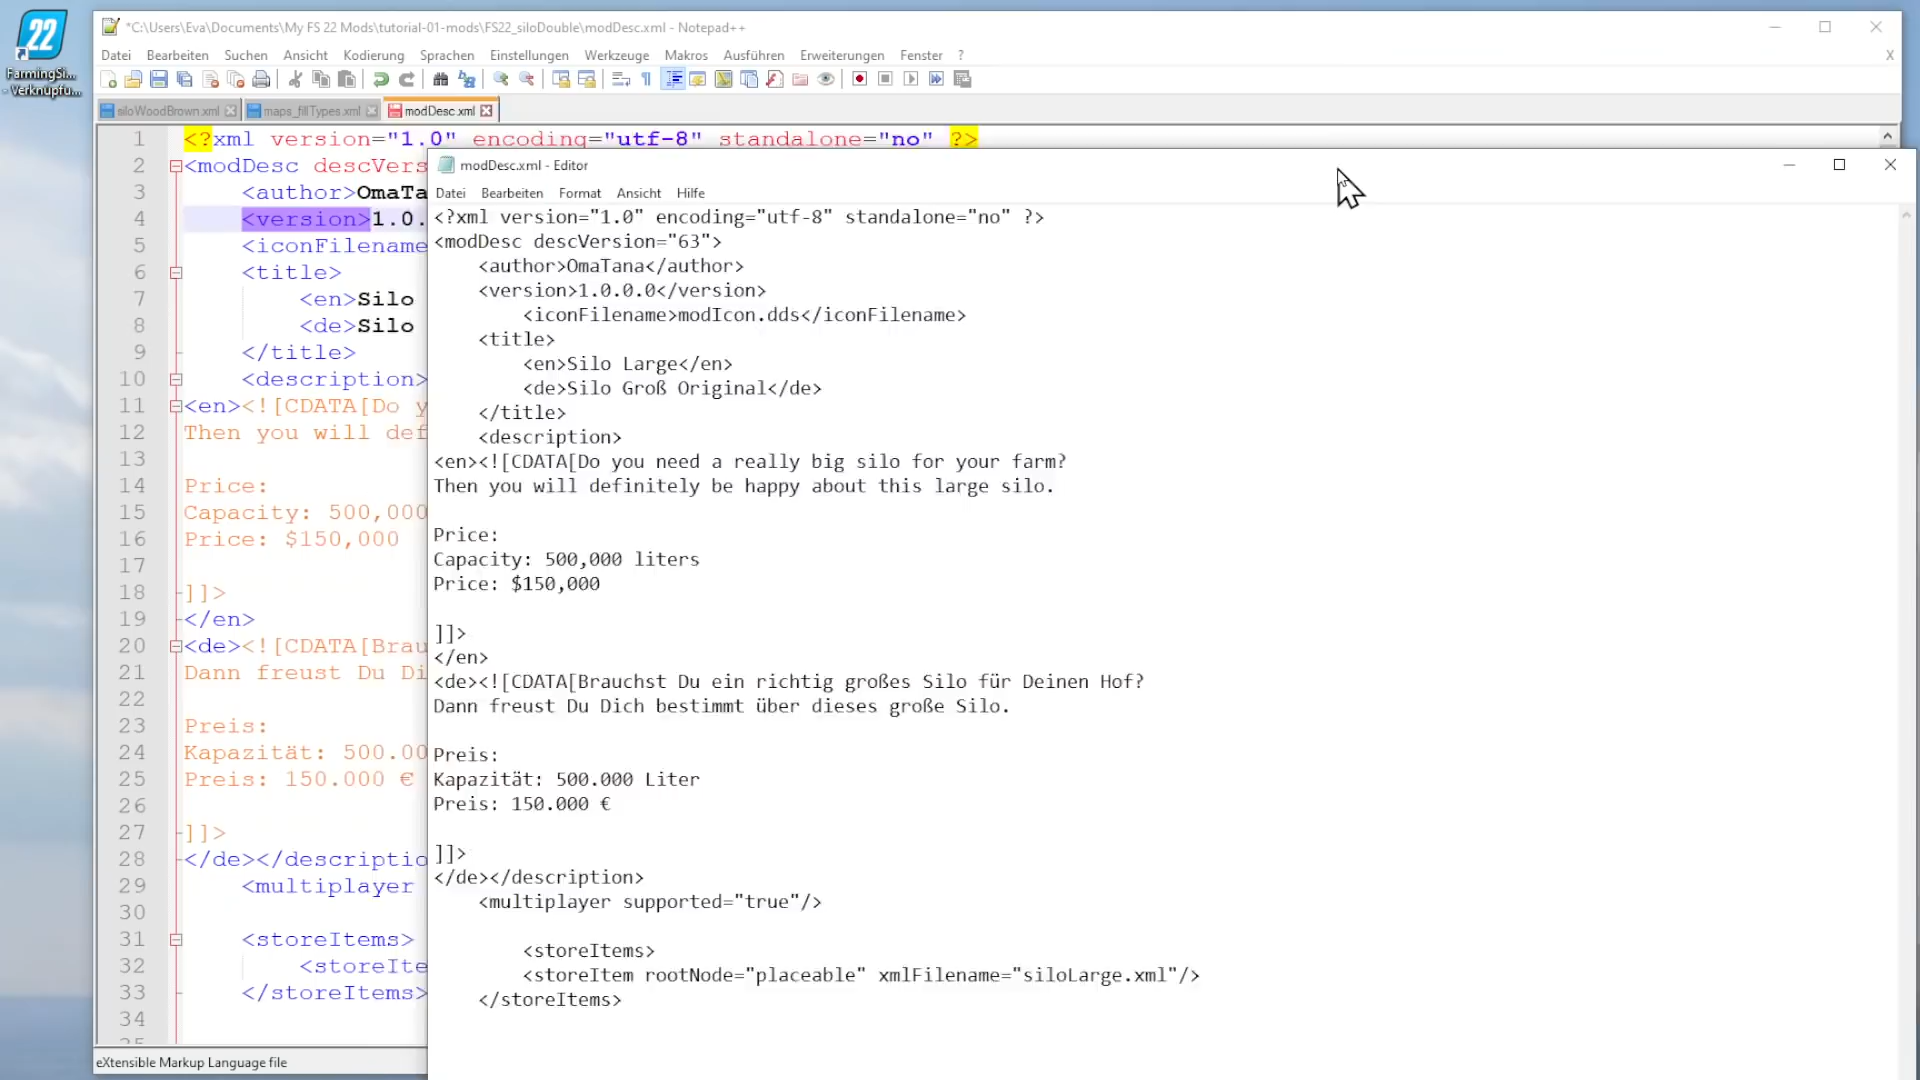 22
FarmingSi...
- Verknüpfu...
*C:\Users\Eva\Documents\My FS 22 Mods\tutorial-01-mods\FS22_siloDouble\modDesc.xml - Notepad++
Datei Bearbeiten Suchen Ansicht Kodierung Sprachen Einstellungen Werkzeuge Makros Ausführen Erweiterungen Fenster ? X
siloWoodBrown.xml maps_fillTypes.xml modDesc.xml
1 <?xml version="1.0" encoding="utf-8" standalone="no" ?>
2 <modDesc descVers
3 <author>OmaTa
4 <version>1.0.
5 <iconFilename
6 <title>
7 <en>Silo
8 <de>Silo
9 </title>
10 <description>
11 <en><![CDATA[Do y
12 Then you will def
13
14 Price:
15 Capacity: 500,000
16 Price: $150,000
17
18 ]]>
19 </en>
20 <de><![CDATA[Brau
21 Dann freust Du Di
22
23 Preis:
24 Kapazität: 500.00
25 Preis: 150.000 €
26
27 ]]>
28 </de></descriptio
29 <multiplayer
30
31 <storeItems>
32 <storeIte
33 </storeItems>
34
35
eXtensible Markup Language file
modDesc.xml - Editor
Datei Bearbeiten Format Ansicht Hilfe
<?xml version="1.0" encoding="utf-8" standalone="no" ?>
<modDesc descVersion="63">
<author>OmaTana</author>
<version>1.0.0.0</version>
<iconFilename>modIcon.dds</iconFilename>
<title>
<en>Silo Large</en>
<de>Silo Groß Original</de>
</title>
<description>
<en><![CDATA[Do you need a really big silo for your farm?
Then you will definitely be happy about this large silo.
Price:
Capacity: 500,000 liters
Price: $150,000
]]>
</en>
<de><![CDATA[Brauchst Du ein richtig großes Silo für Deinen Hof?
Dann freust Du Dich bestimmt über dieses große Silo.
Preis:
Kapazität: 500.000 Liter
Preis: 150.000 €
]]>
</de></description>
<multiplayer supported="true"/>
<storeItems>
<storeItem rootNode="placeable" xmlFilename="siloLarge.xml"/>
</storeItems>